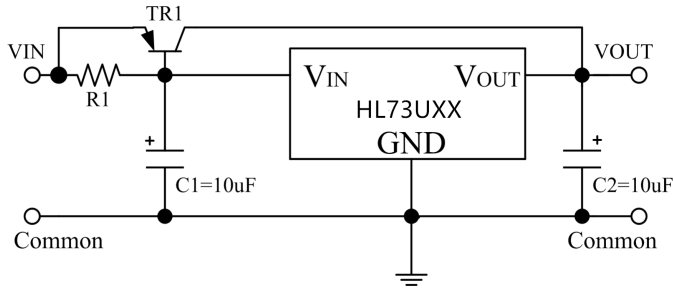 TR1
VIN
VOUT
R1
VIN
VOUT
HL73UXX
GND
+
C1=10uF
+
C2=10uF
Common
Common